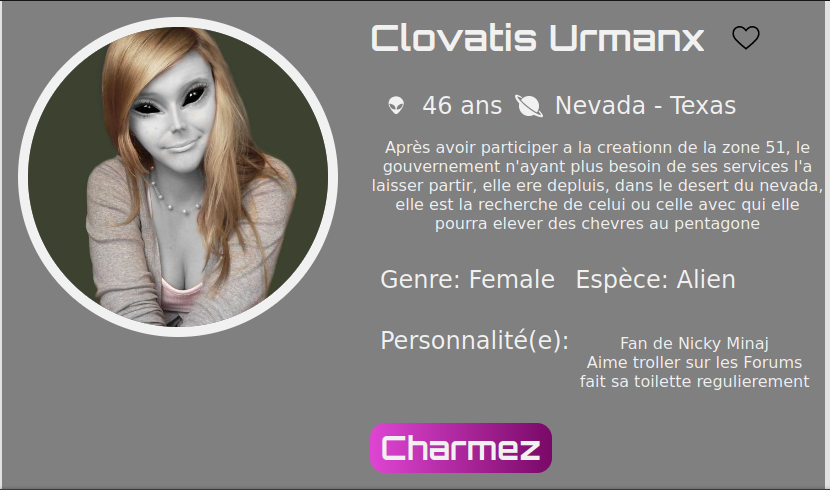 Clovatis Urmanx
46 ans Nevada - Texas
Après avoir participer a la creationn de la zone 51, le
gouvernement n'ayant plus besoin de ses services l'a
laisser partir, elle ere depluis, dans le desert du nevada,
elle est la recherche de celui ou celle avec qui elle
pourra elever des chevres au pentagone
Genre: Female Espèce: Alien
Personnalité(e):
Fan de Nicky Minaj
Aime troller sur les Forums
fait sa toilette regulierement
Charmez